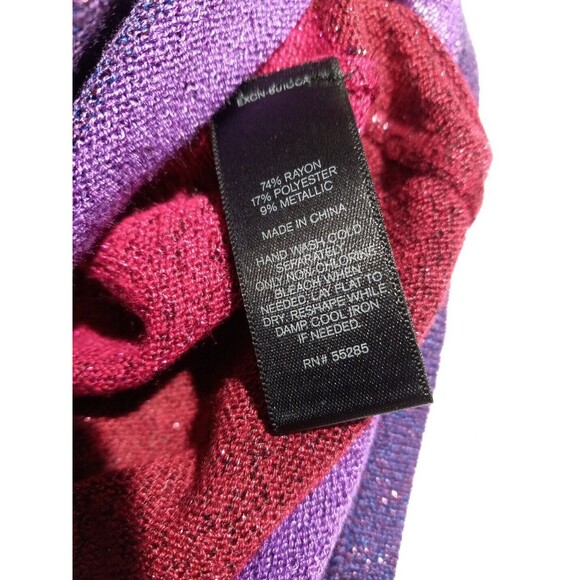 74% RAYON
17% POLYESTER
9% METALLIC
MADE IN CHINA
HAND WASH COLD
SEPARATELY
ONLY NON-CHLORINE
BLEACH WHEN
NEEDED. LAY FLAT TO
DRY. RESHAPE WHILE
DAMP. COOL IRON
IF NEEDED.
RN# 55285